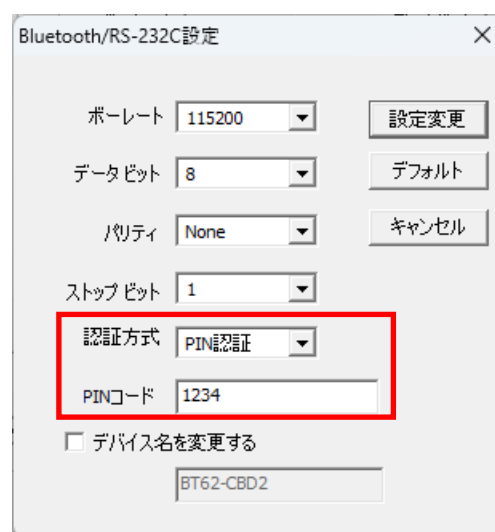 Bluetooth/RS-232C設定
ボーレート 115200 設定変更
データ ビット 8 デフォルト
パリティ None キャンセル
ストップ ビット 1
認証方式 PIN認証
PINコード 1234
デバイス名を変更する
BT62-CBD2